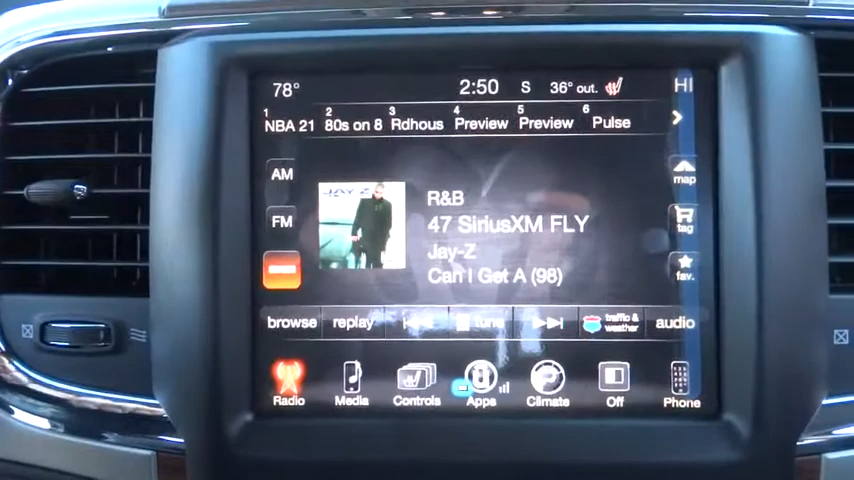 78° 2:50 S 36° out. HI
1 2 3 4 5 6
NBA 21 80s on 8 RdHous Preview Preview Pulse
AM
map
JAY-Z
R&B
FM
47 SiriusXM FLY
tag
Jay-Z
Can I Get A (98)
fav.
browse replay tune traffic & weather audio
Radio Media Controls Apps Climate Off Phone